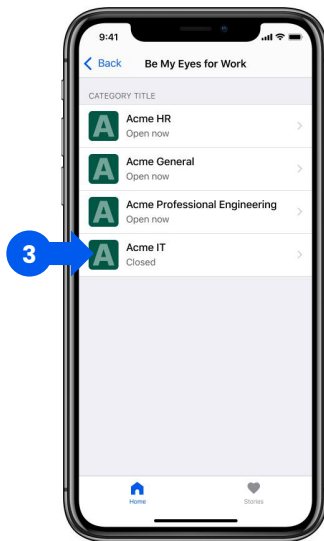 9:41
Back Be My Eyes for Work
CATEGORY TITLE
A Acme HR
Open now
A Acme General
Open now
A Acme Professional Engineering
Open now
3 A Acme IT
Closed
Home Stories